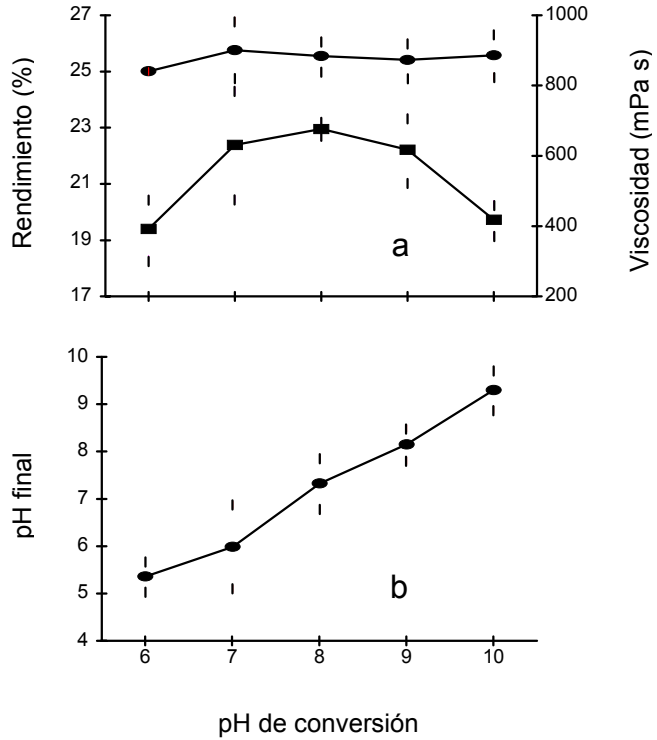 27
25
23
21
19
17
Rendimiento (%)
1000
800
600
400
200
Viscosidad (mPa s)
a
10
9
8
7
6
5
4
pH final
b
6 7 8 9 10
pH de conversión